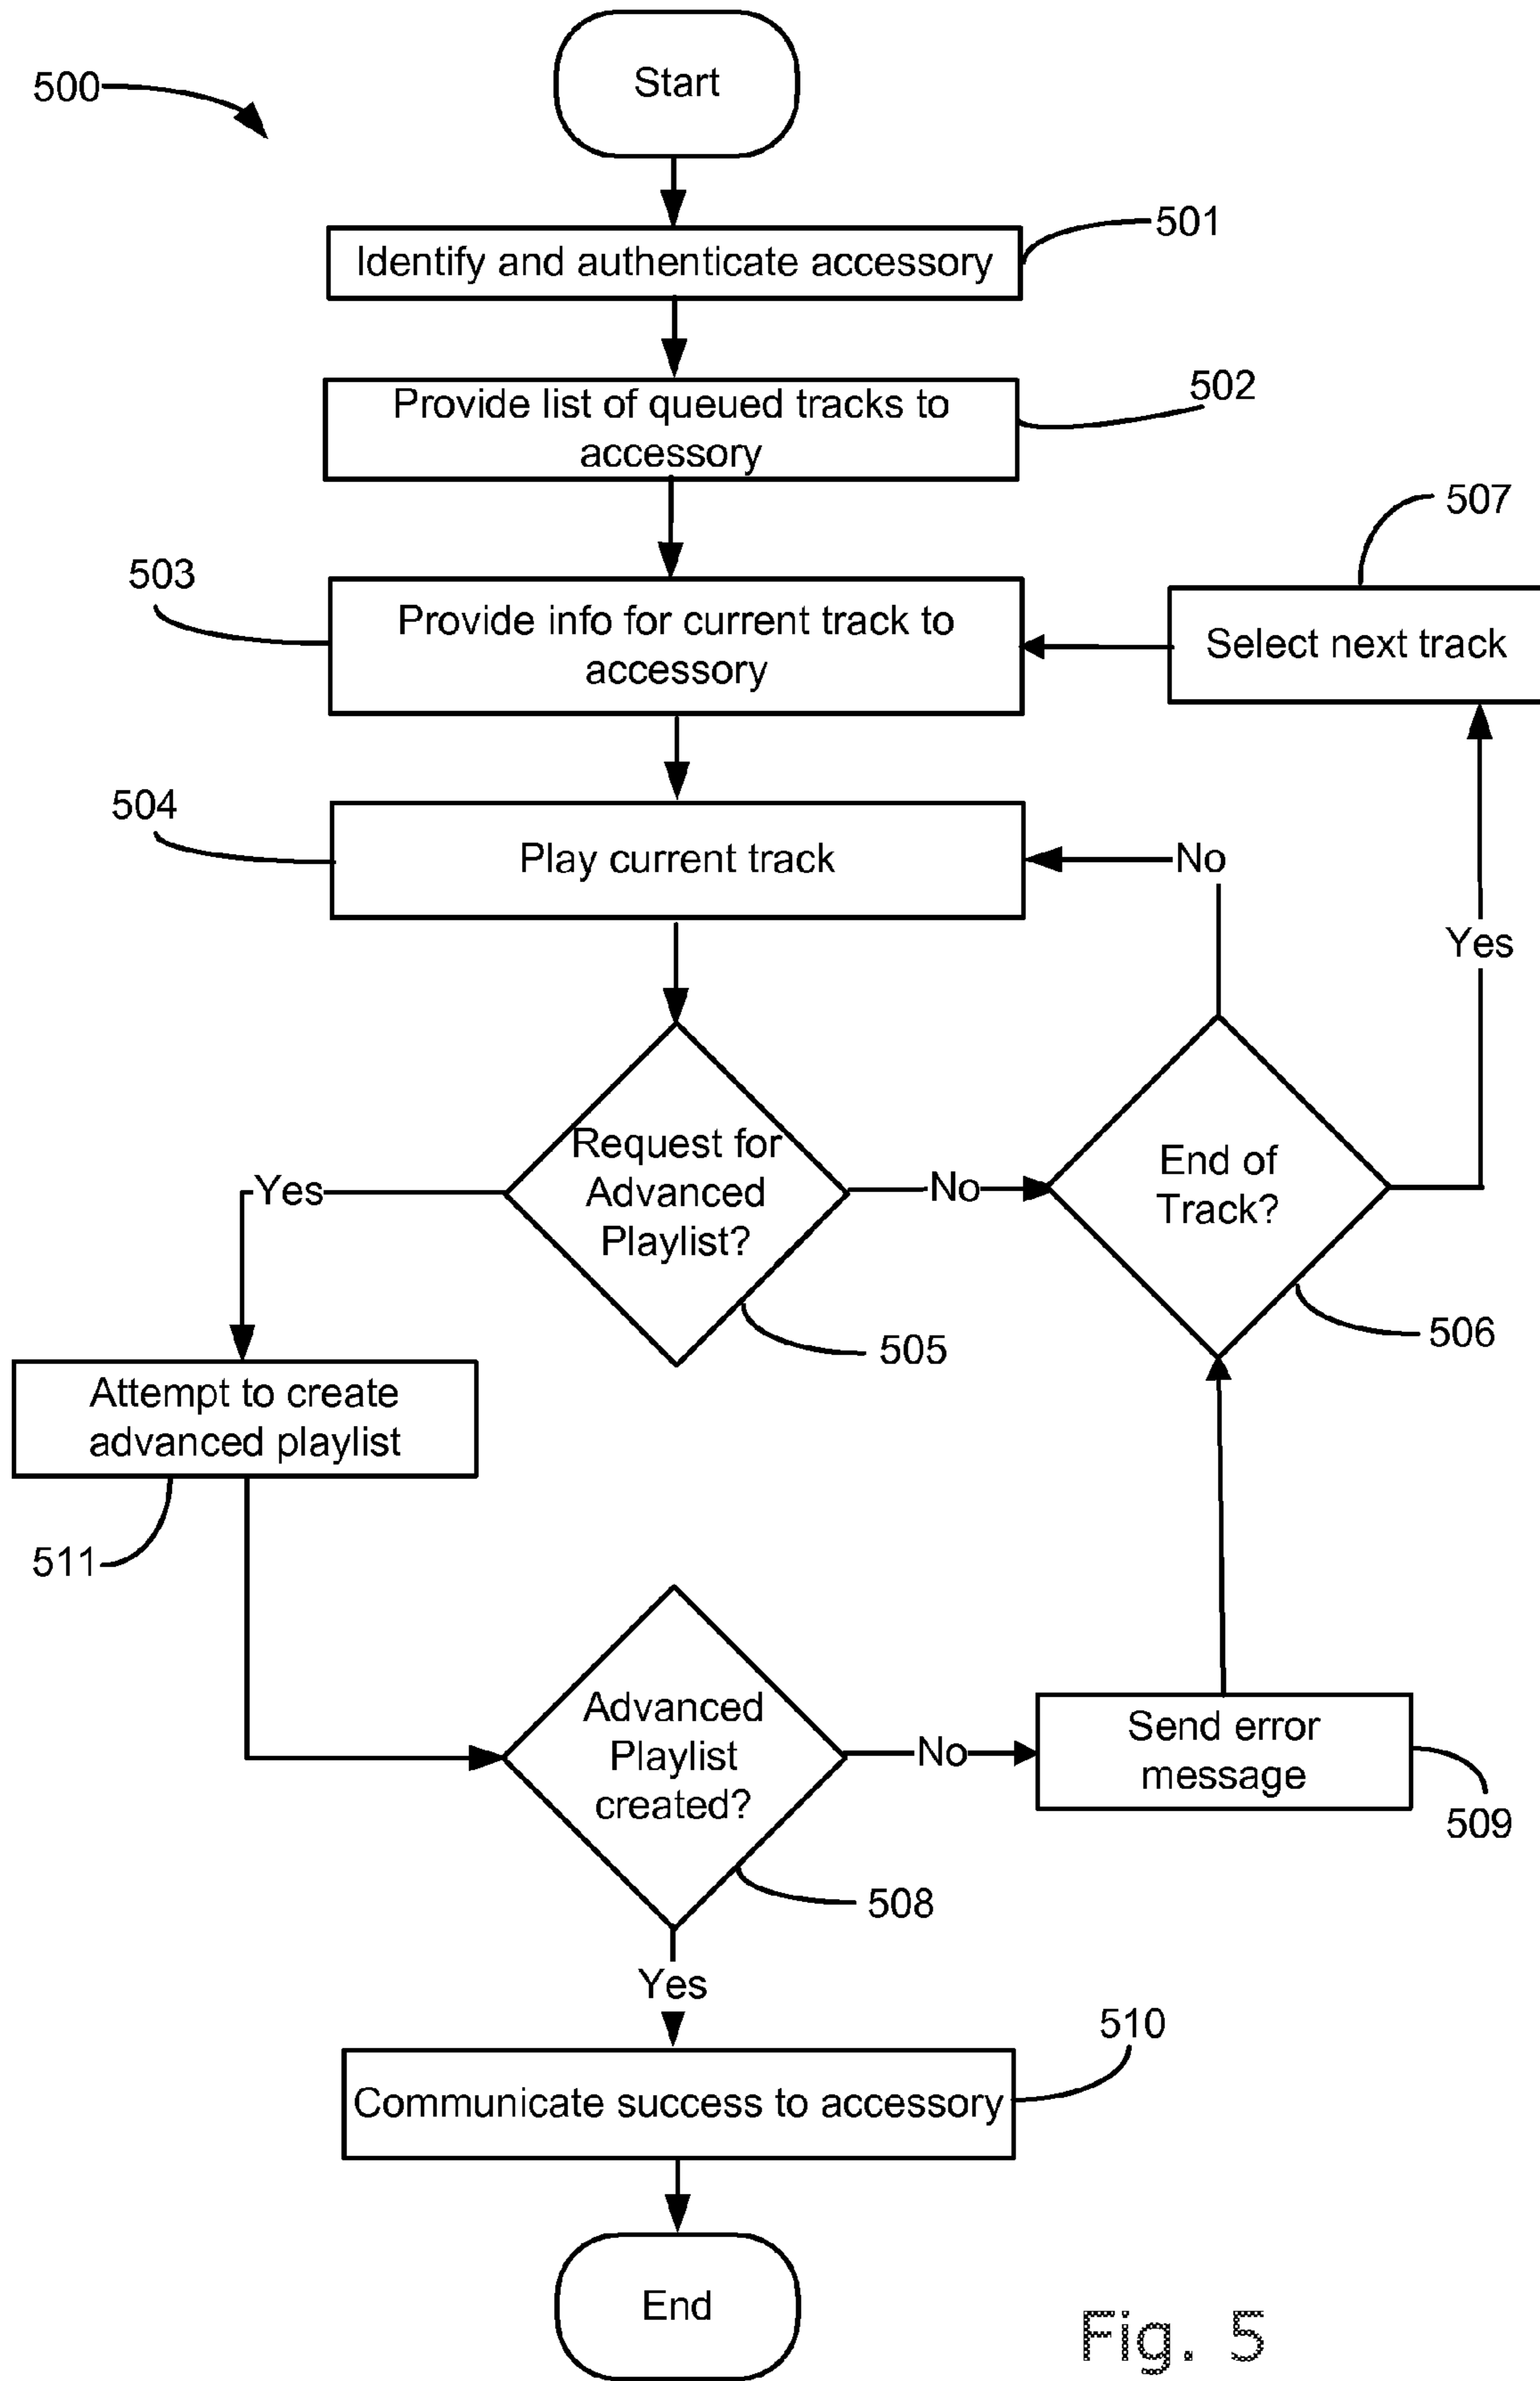 Start
500
501
Identify and authenticate accessory
502
Provide list of queued tracks to
accessory
507
503
Provide info for current track to
accessory
Select next track
504
Play current track
No
Yes
Request for
Advanced
Playlist?
Yes
No
End of
Track?
505
506
Attempt to create
advanced playlist
511
Advanced
Playlist
created?
No
Send error
message
509
508
Yes
510
Communicate success to accessory
End
Fig. 5